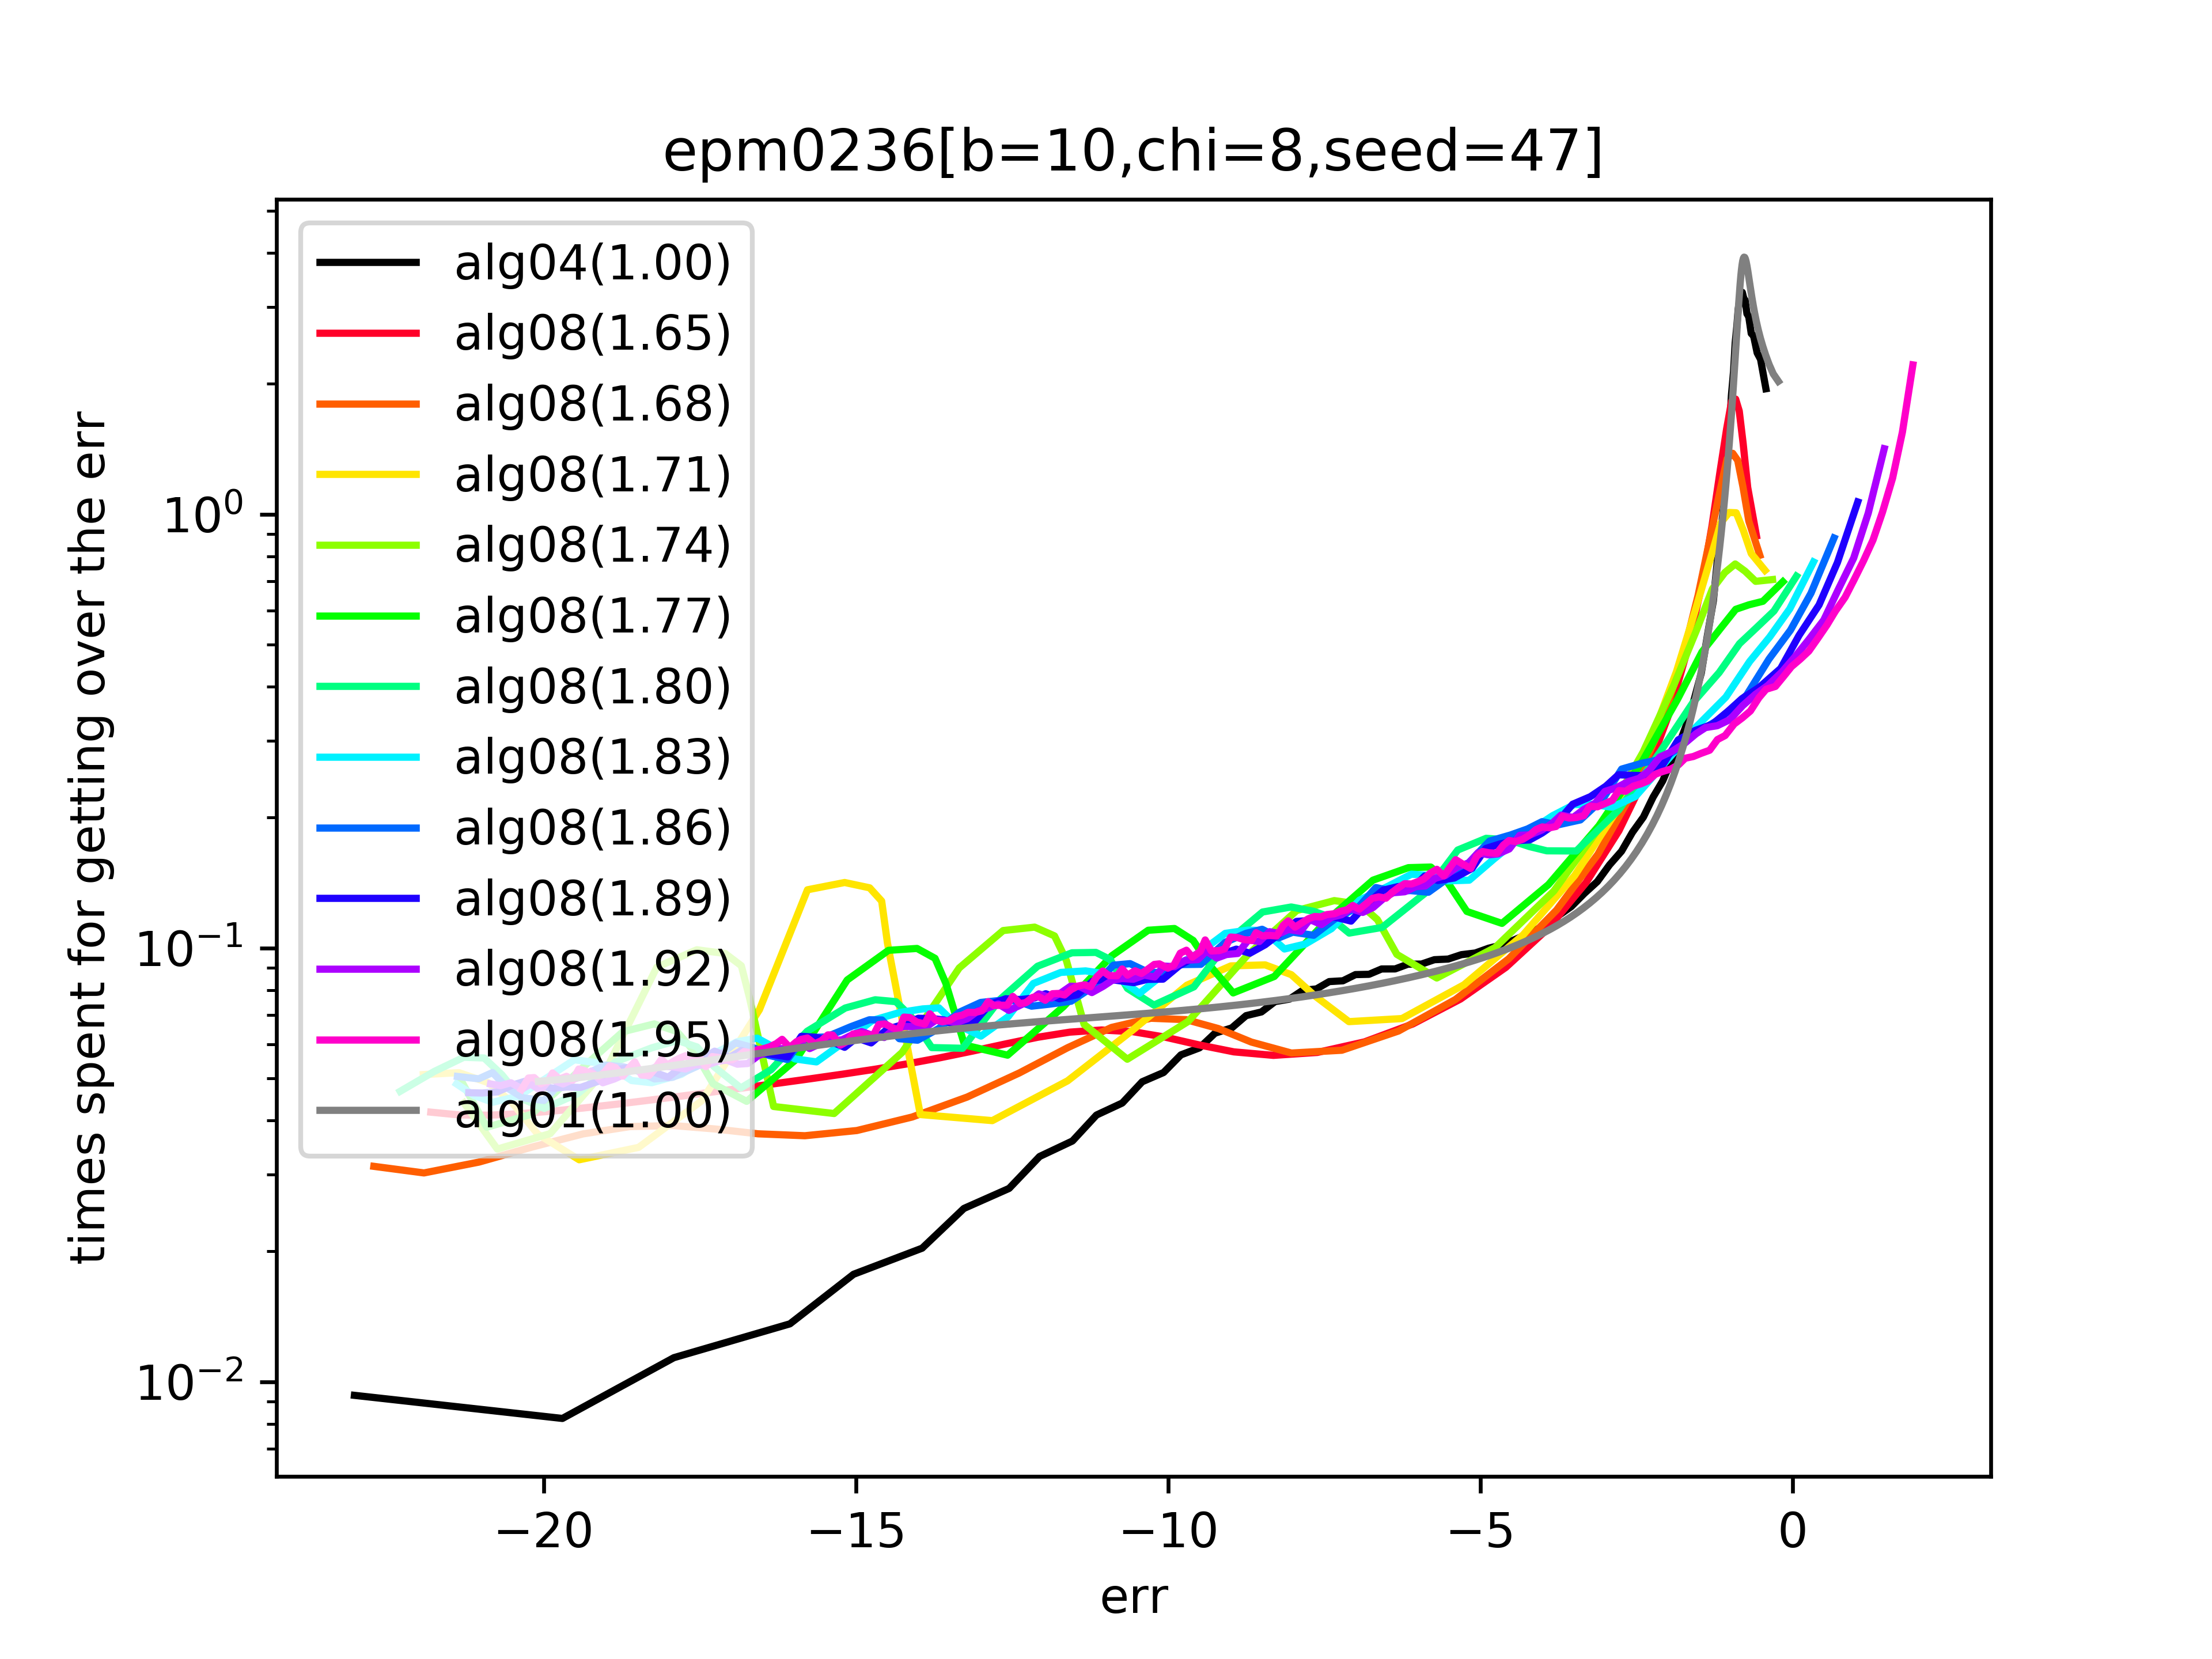 epm0236[b=10,chi=8,seed=47]
times spent for getting over the err
10⁰
10⁻¹
10⁻²
alg04(1.00)
alg08(1.65)
alg08(1.68)
alg08(1.71)
alg08(1.74)
alg08(1.77)
alg08(1.80)
alg08(1.83)
alg08(1.86)
alg08(1.89)
alg08(1.92)
alg08(1.95)
alg01(1.00)
−20 −15 −10 −5 0
err